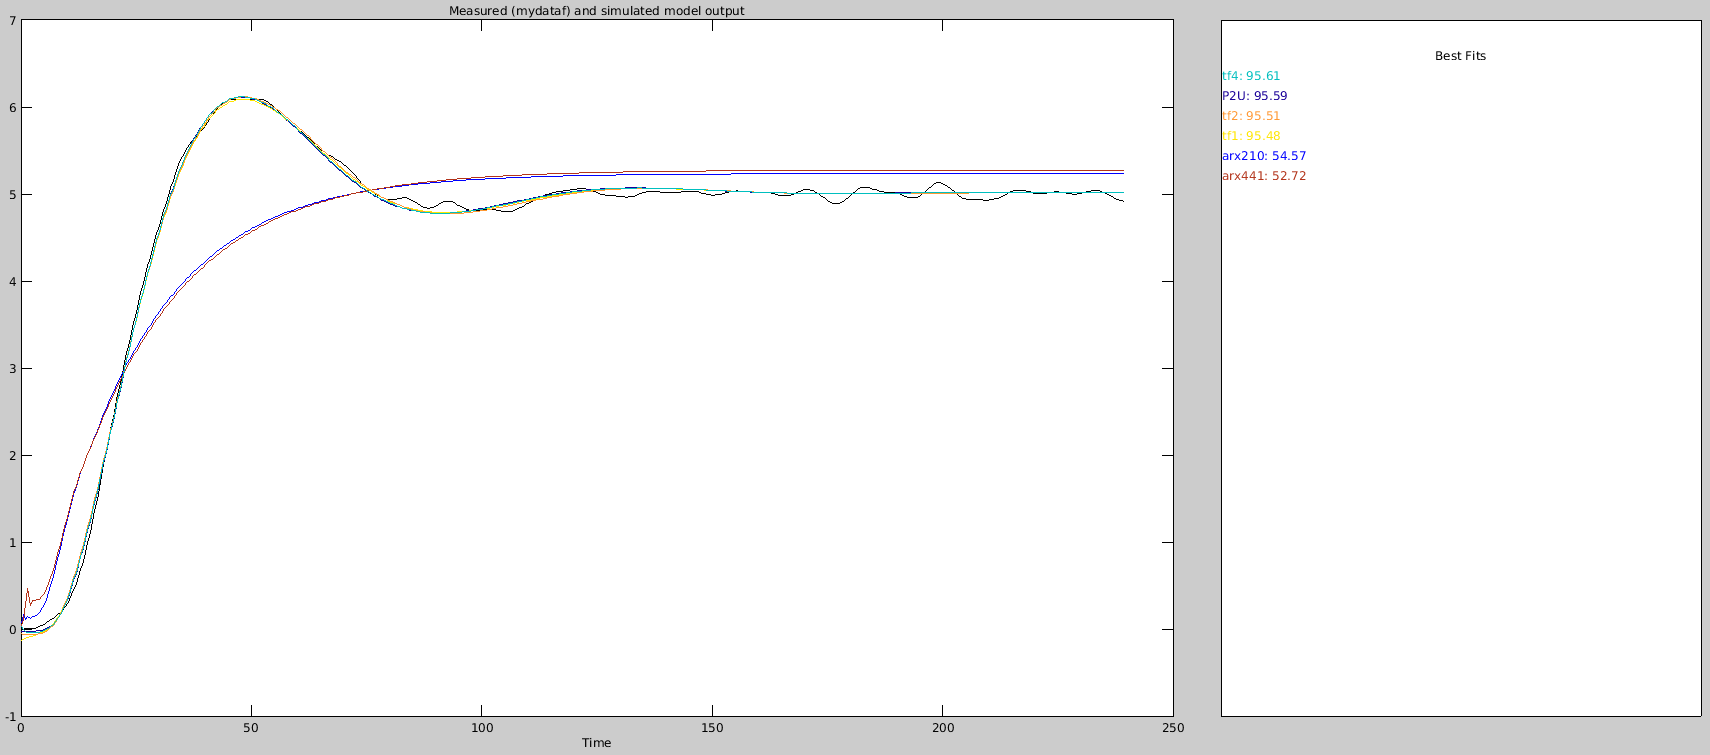 Measured (mydataf) and simulated model output
7
6
5
4
3
2
1
0
-1
0 50 100 150 200 250
Time
Best Fits
tf4: 95.61
P2U: 95.59
tf2: 95.51
tf1: 95.48
arx210: 54.57
arx441: 52.72